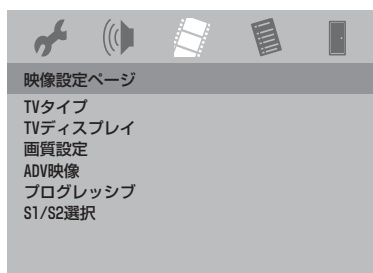 映像設定ページ
TVタイプ
TVディスプレイ
画質設定
ADV映像
プログレッシブ
S1/S2選択